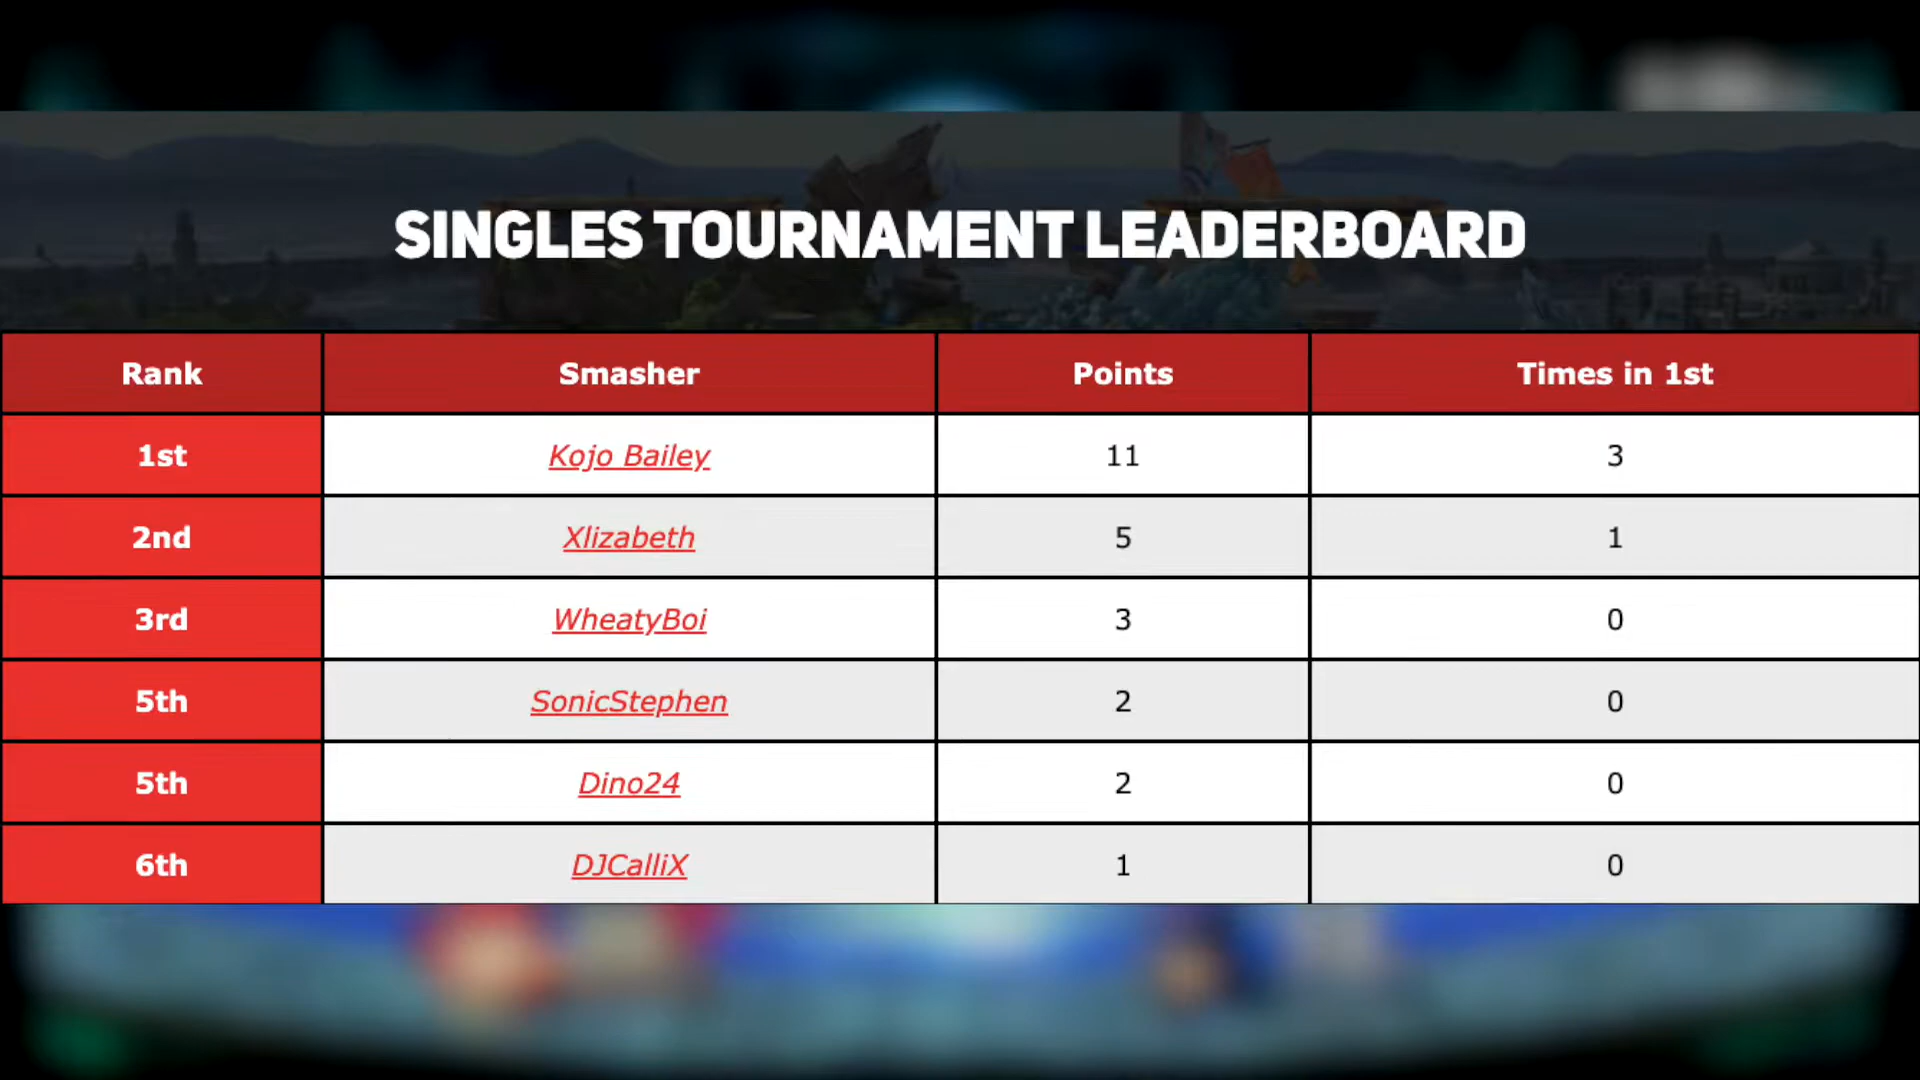 SINGLES TOURNAMENT LEADERBOARD
Rank Smasher Points Times in 1st
1st Kojo Bailey 11 3
2nd Xlizabeth 5 1
3rd WheatyBoi 3 0
5th SonicStephen 2 0
5th Dino24 2 0
6th DJCalliX 1 0